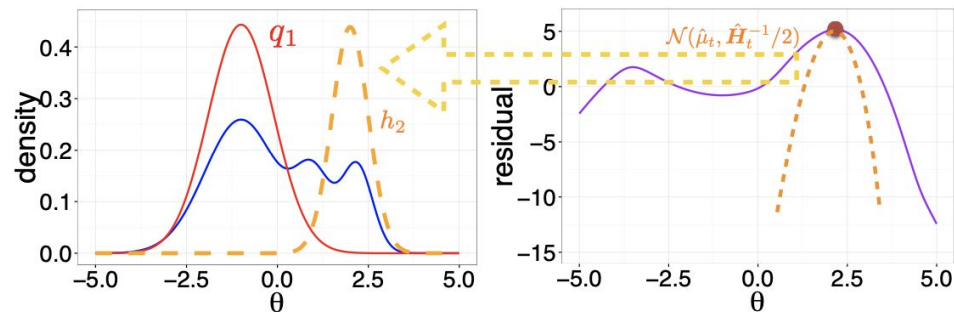 0.4
0.3
0.2
0.1
0.0
density
q₁
h₂
−5.0 −2.5 0.0 2.5 5.0
θ
5
0
−5
−10
−15
residual
𝒩(μ̂ₜ, Ĥₜ⁻¹/2)
−5.0 −2.5 0.0 2.5 5.0
θ